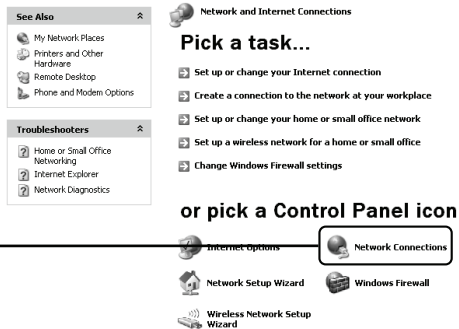 See Also
My Network Places
Printers and Other
Hardware
Remote Desktop
Phone and Modem Options
Troubleshooters
Home or Small Office
Networking
Internet Explorer
Network Diagnostics
Network and Internet Connections
Pick a task...
Set up or change your Internet connection
Create a connection to the network at your workplace
Set up or change your home or small office network
Set up a wireless network for a home or small office
Change Windows Firewall settings
or pick a Control Panel icon
Internet Options
Network Connections
Network Setup Wizard
Windows Firewall
Wireless Network Setup
Wizard